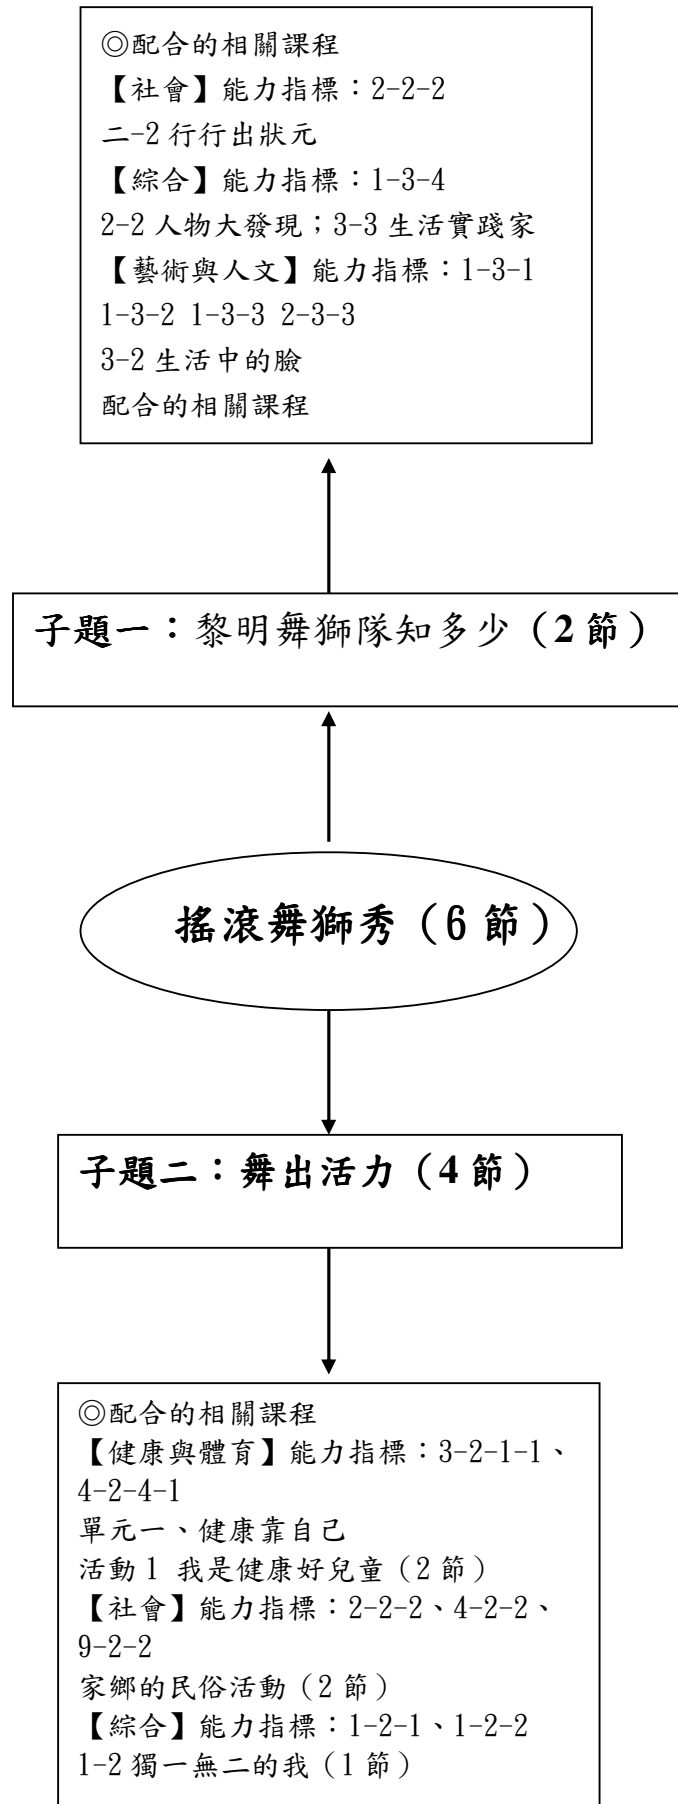 ◎配合的相關課程
【社會】能力指標：2-2-2
二-2 行行出狀元
【綜合】能力指標：1-3-4
2-2 人物大發現；3-3 生活實踐家
【藝術與人文】能力指標：1-3-1
1-3-2 1-3-3 2-3-3
3-2 生活中的臉
配合的相關課程
子題一：黎明舞獅隊知多少（2 節）
搖滾舞獅秀（6 節）
子題二：舞出活力（4 節）
◎配合的相關課程
【健康與體育】能力指標：3-2-1-1、
4-2-4-1
單元一、健康靠自己
活動 1 我是健康好兒童（2 節）
【社會】能力指標：2-2-2、4-2-2、
9-2-2
家鄉的民俗活動（2 節）
【綜合】能力指標：1-2-1、1-2-2
1-2 獨一無二的我（1 節）